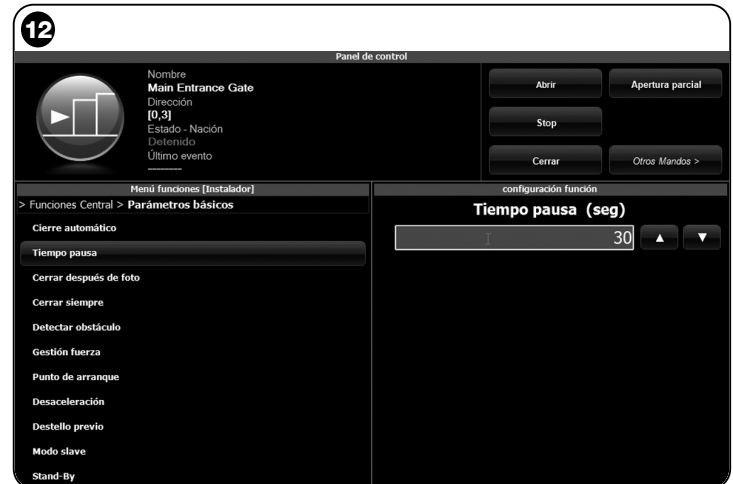 12
Panel de control
Nombre
Main Entrance Gate
Dirección
[0,3]
Estado - Nación
Detenido
Último evento
--------
Abrir
Apertura parcial
Stop
Cerrar
Otros Mandos >
Menú funciones [Instalador]
> Funciones Central > Parámetros básicos
Cierre automático
Tiempo pausa
Cerrar después de foto
Cerrar siempre
Detectar obstáculo
Gestión fuerza
Punto de arranque
Desaceleración
Destello previo
Modo slave
Stand-By
configuración función
Tiempo pausa (seg)
30